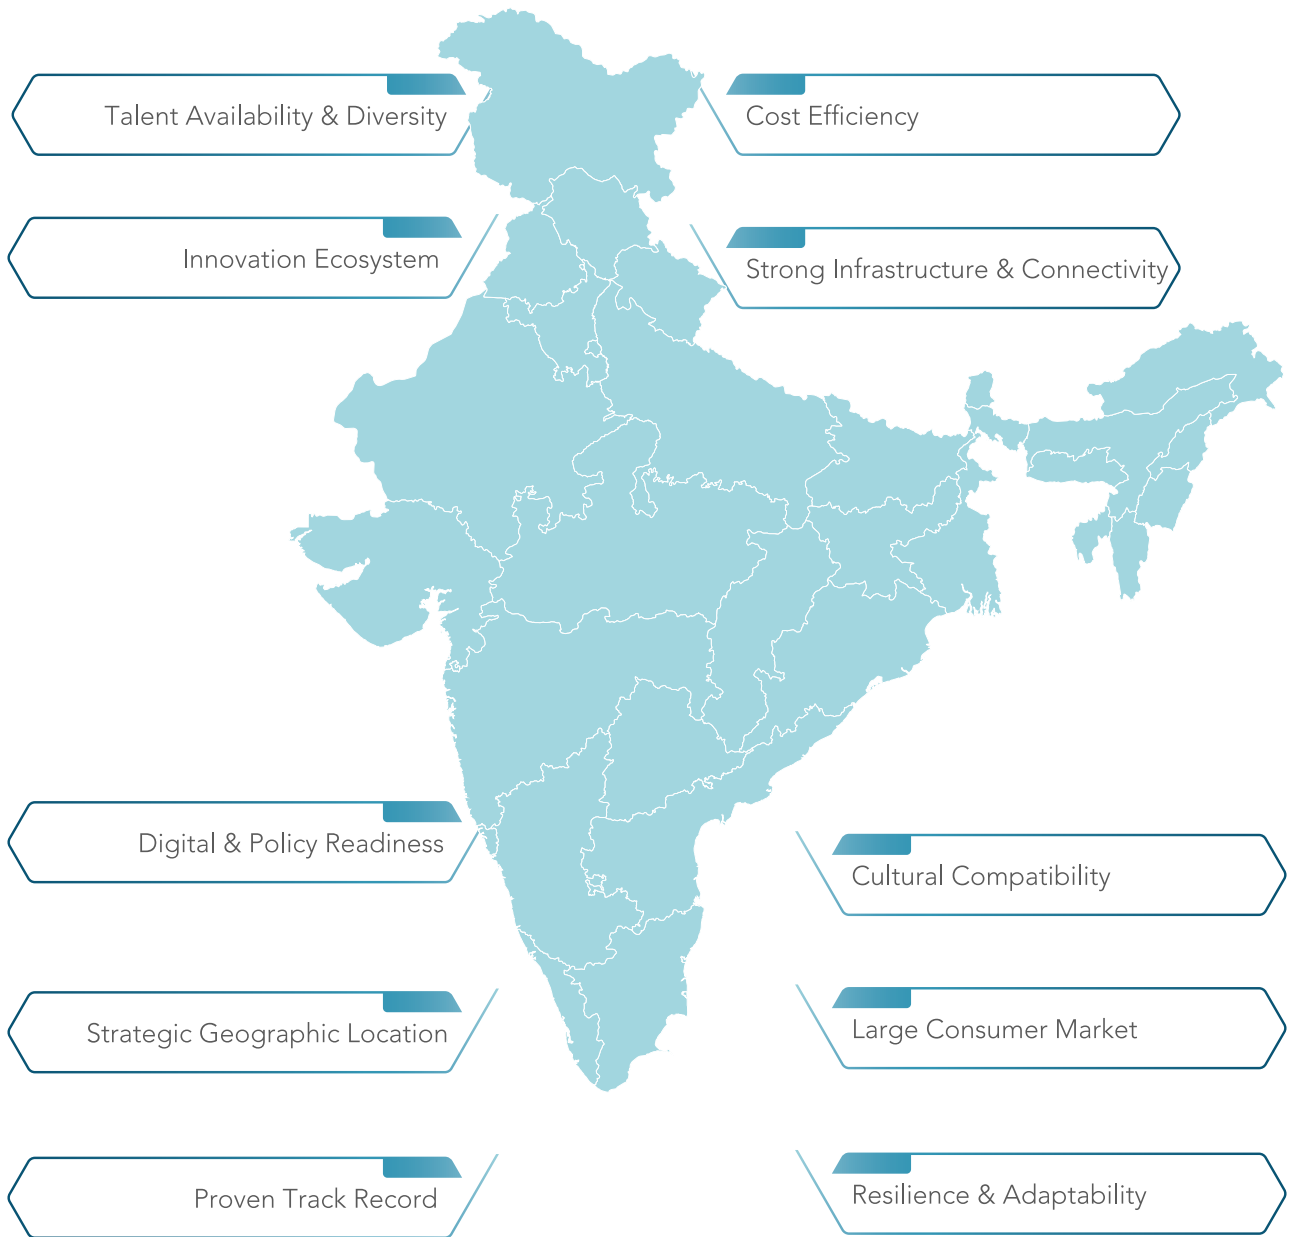 Talent Availability & Diversity
Cost Efficiency
Innovation Ecosystem
Strong Infrastructure & Connectivity
Digital & Policy Readiness
Cultural Compatibility
Strategic Geographic Location
Large Consumer Market
Proven Track Record
Resilience & Adaptability